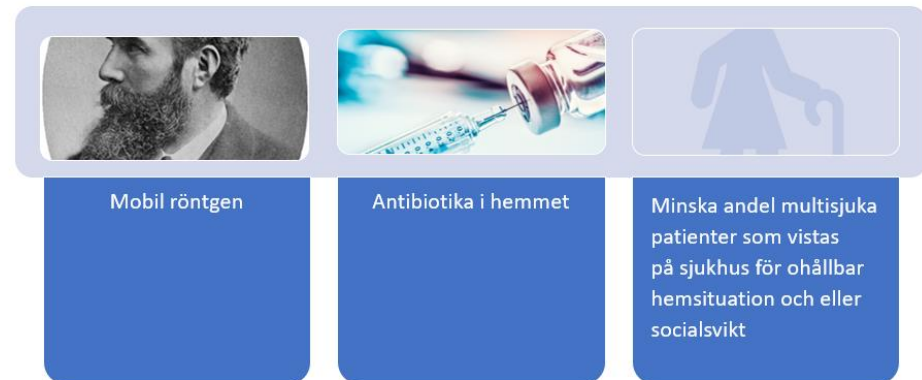 Mobil röntgen
Antibiotika i hemmet
Minska andel multisjuka
patienter som vistas
på sjukhus för ohållbar
hemsituation och eller
socialsvikt